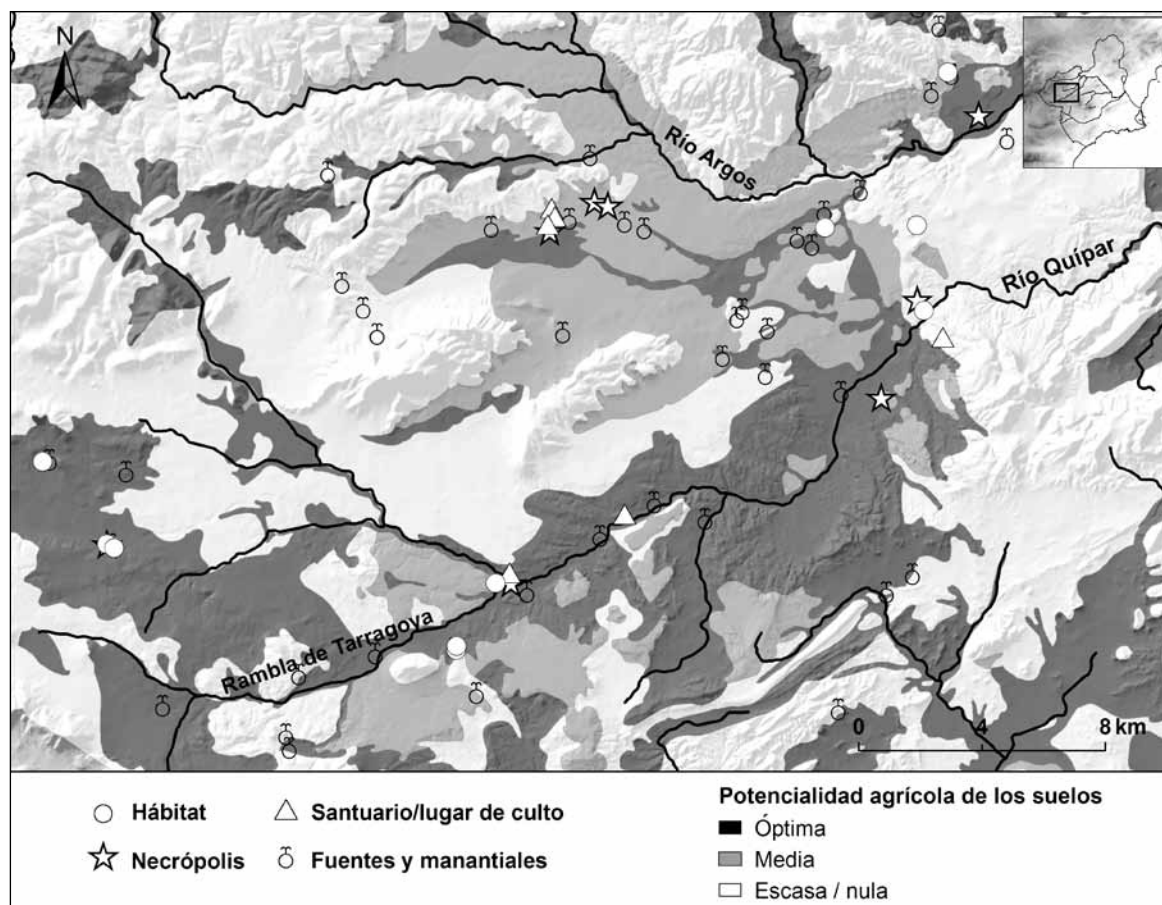 N
Río Argos
Río Quípar
Rambla de Tarragoya
0 4 8 km
Hábitat
Santuario/lugar de culto
Necrópolis
Fuentes y manantiales
Potencialidad agrícola de los suelos
Óptima
Media
Escasa / nula